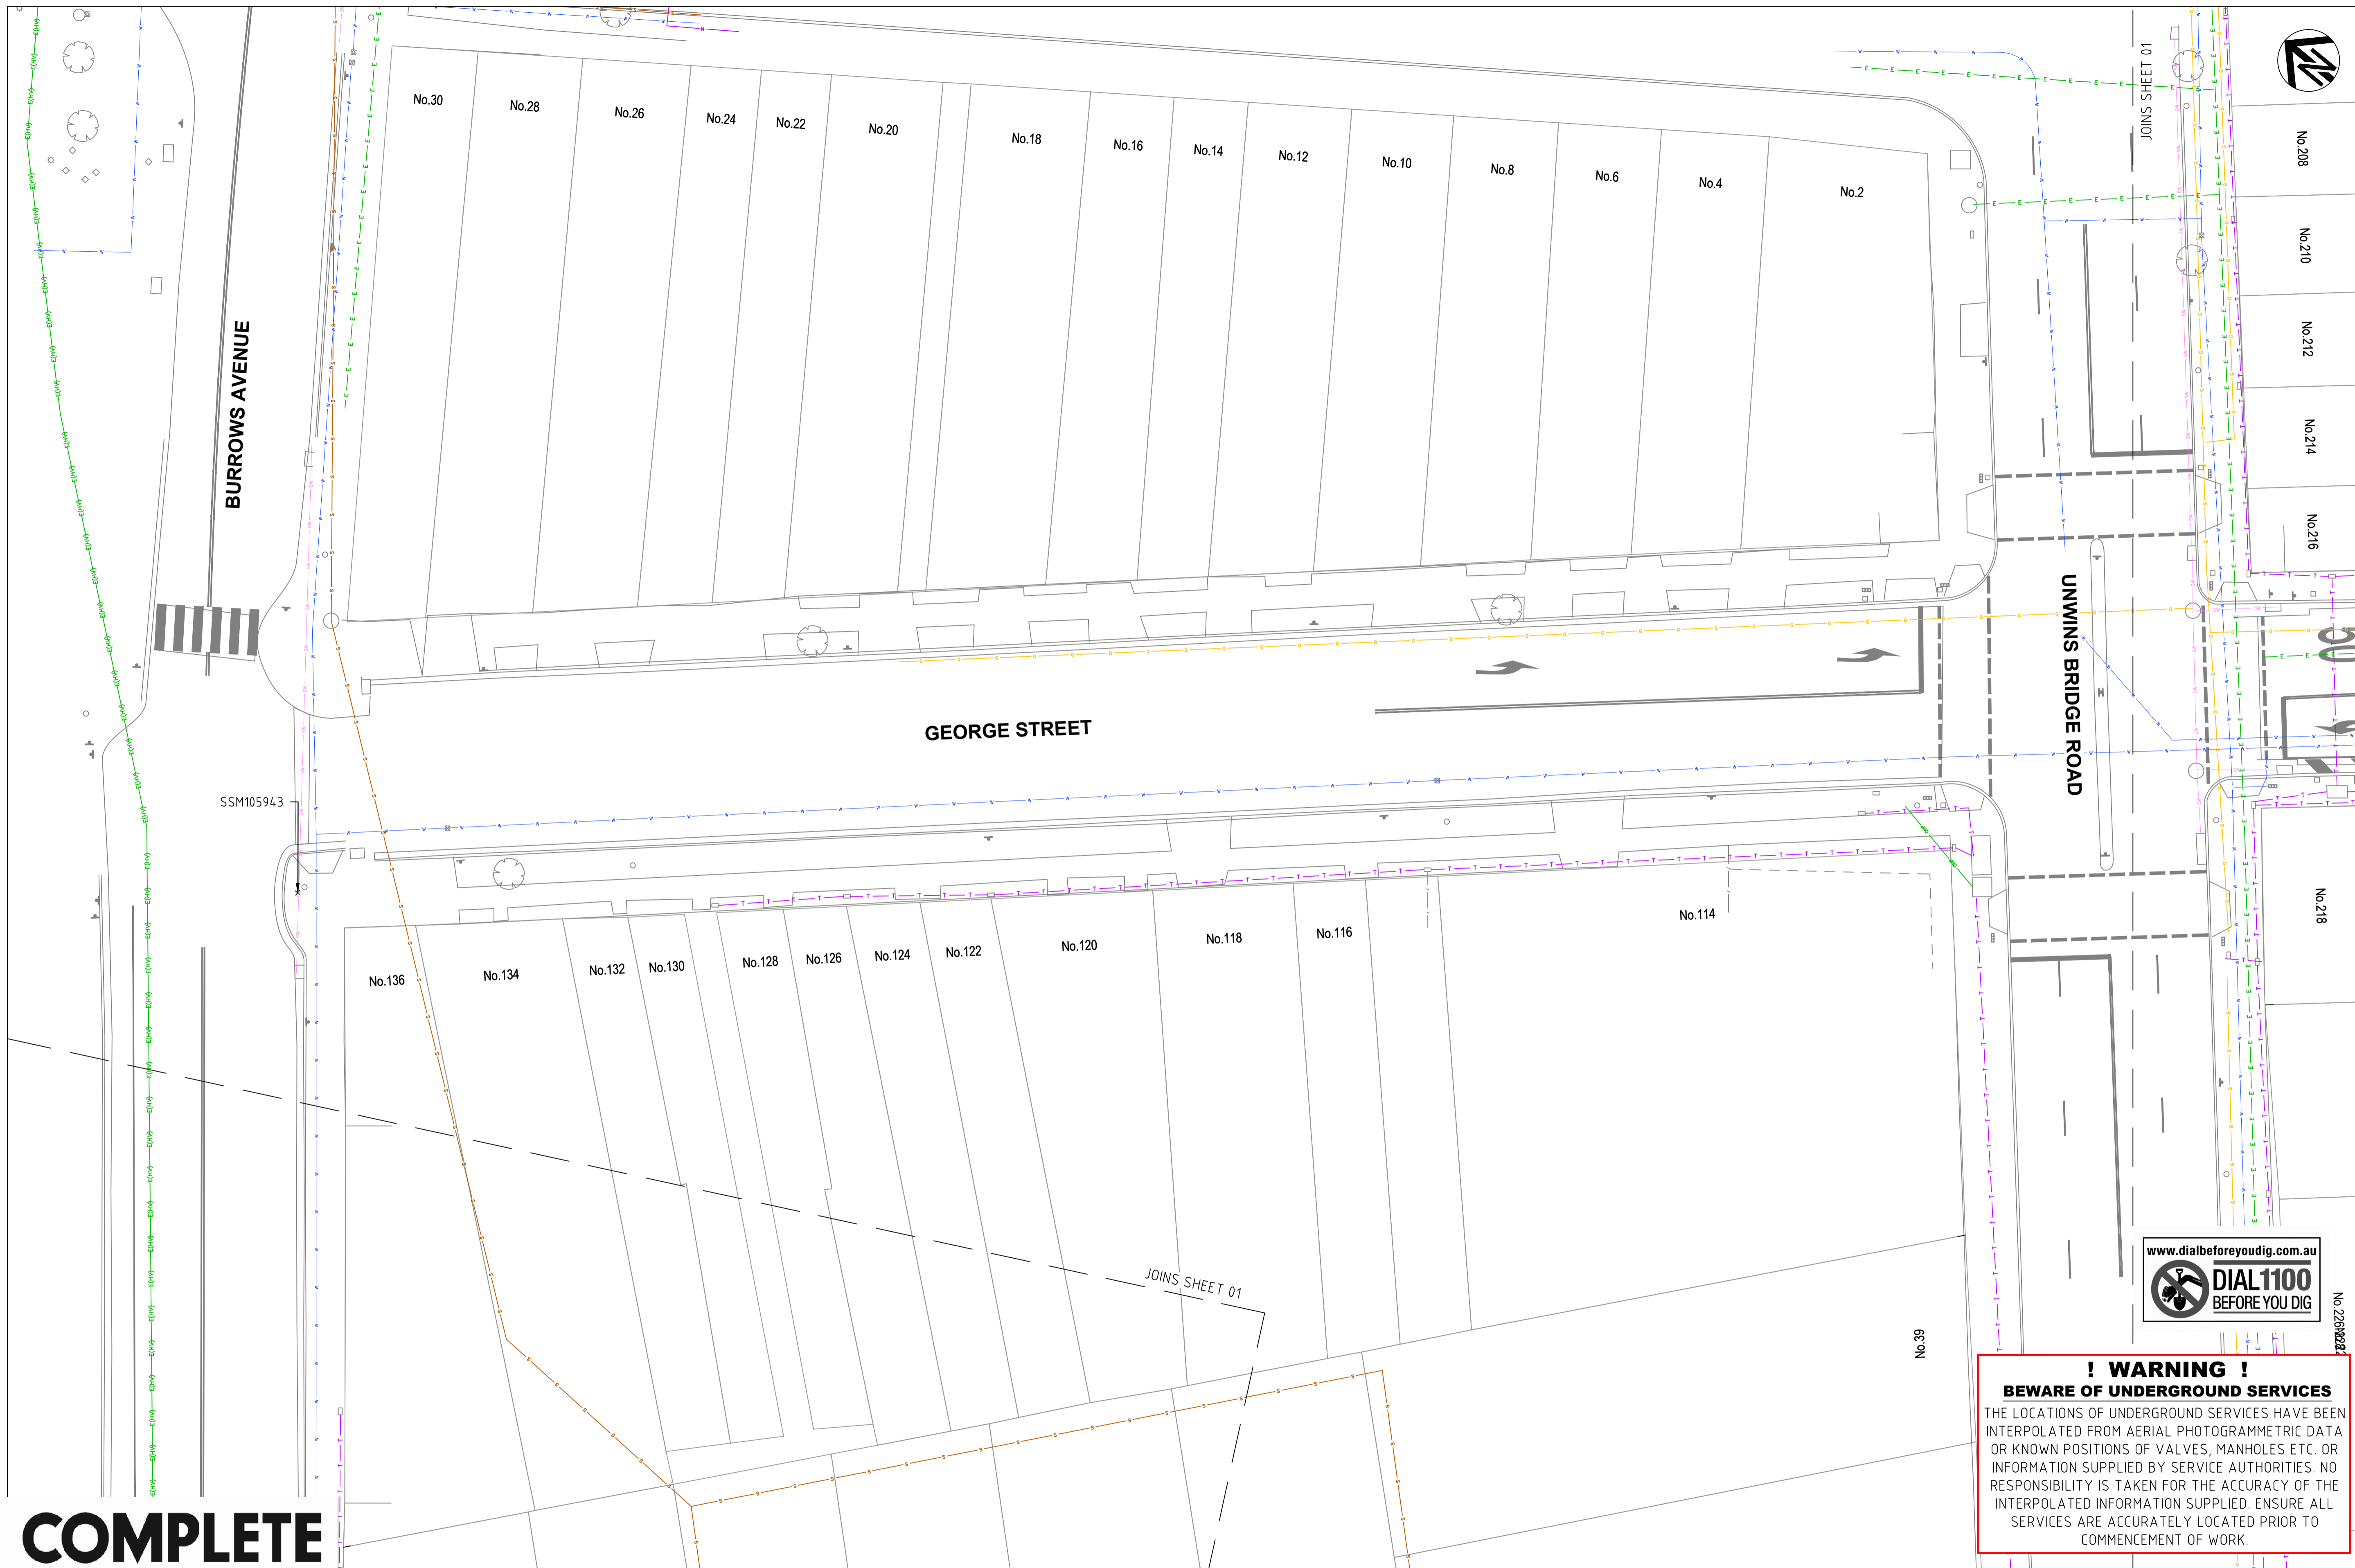 JOINS SHEET 01
No.30
No.28
No.26
No.24
No.22
No.20
No.18
No.16
No.14
No.12
No.10
No.8
No.6
No.4
No.2
No.208
No.210
No.212
No.214
No.216
BURROWS AVENUE
GEORGE STREET
UNWINS BRIDGE ROAD
SSM105943
No.136
No.134
No.132
No.130
No.128
No.126
No.124
No.122
No.120
No.118
No.116
No.114
No.218
JOINS SHEET 01
No.39
www.dialbeforeyoudig.com.au
DIAL1100
BEFORE YOU DIG
! WARNING !
BEWARE OF UNDERGROUND SERVICES
THE LOCATIONS OF UNDERGROUND SERVICES HAVE BEEN
INTERPOLATED FROM AERIAL PHOTOGRAMMETRIC DATA
OR KNOWN POSITIONS OF VALVES, MANHOLES ETC. OR
INFORMATION SUPPLIED BY SERVICE AUTHORITIES. NO
RESPONSIBILITY IS TAKEN FOR THE ACCURACY OF THE
INTERPOLATED INFORMATION SUPPLIED. ENSURE ALL
SERVICES ARE ACCURATELY LOCATED PRIOR TO
COMMENCEMENT OF WORK.
COMPLETE